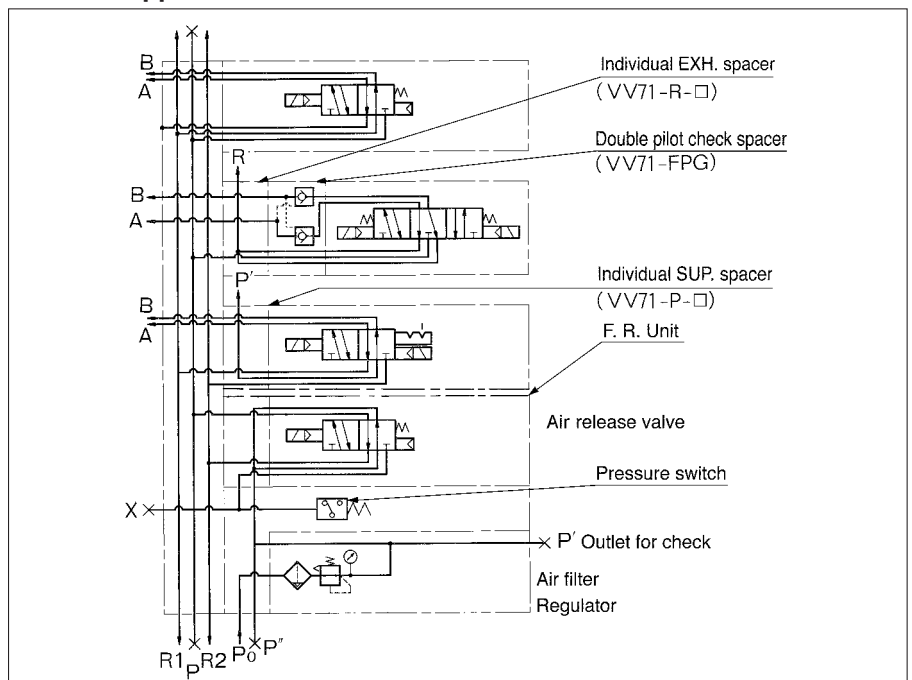 B
A
Individual EXH. spacer
(VV71-R-□)
Double pilot check spacer
(VV71-FPG)
R
B
A
P'
Individual SUP. spacer
(VV71-P-□)
B
A
F. R. Unit
Air release valve
Pressure switch
X
P' Outlet for check
Air filter
Regulator
R1 P R2 P0 P"